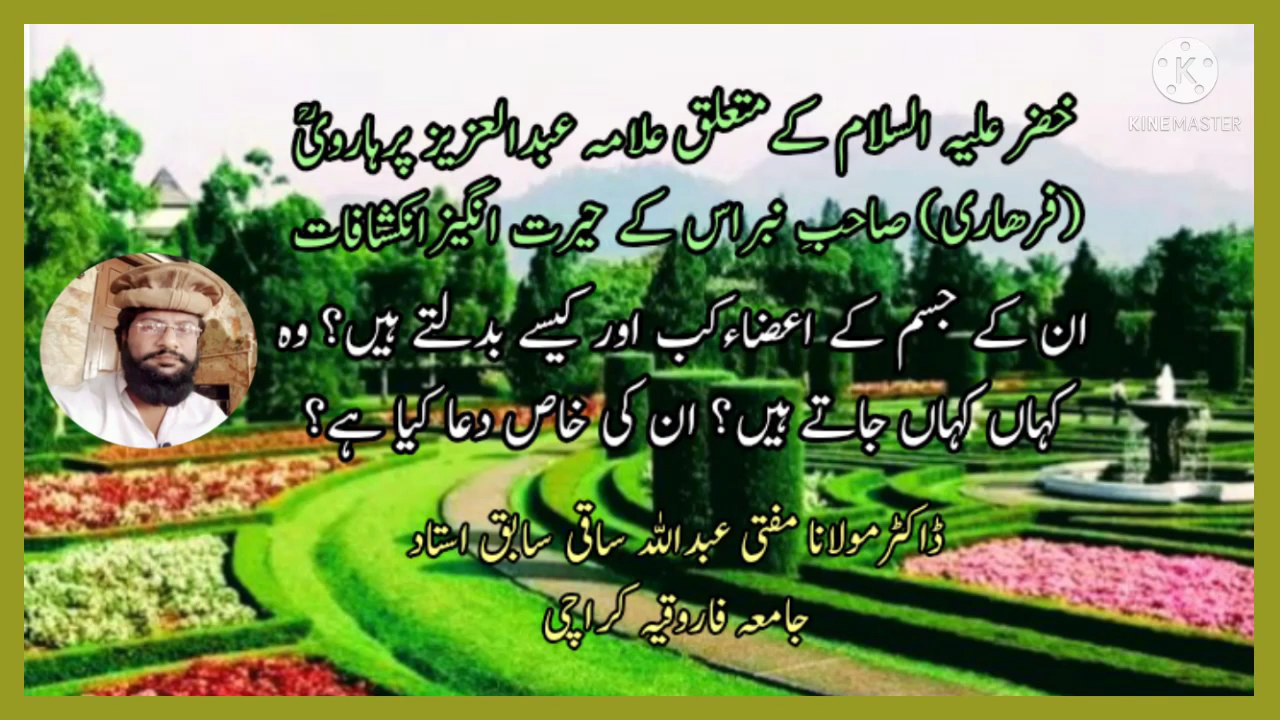 خضر علیہ السلام کے متعلق علامہ عبدالعزیز پرہارویؒ
(فرھاری) صاحبِ نبراس کے حیرت انگیز انکشافات
ان کے جسم کے اعضاء کب اور کیسے بدلتے ہیں؟ وہ
کہاں کہاں جاتے ہیں؟ ان کی خاص دعا کیا ہے؟
ڈاکٹر مولانا مفتی عبداللہ ساقی سابق استاد
جامعہ فاروقیہ کراچی
K
KINEMASTER